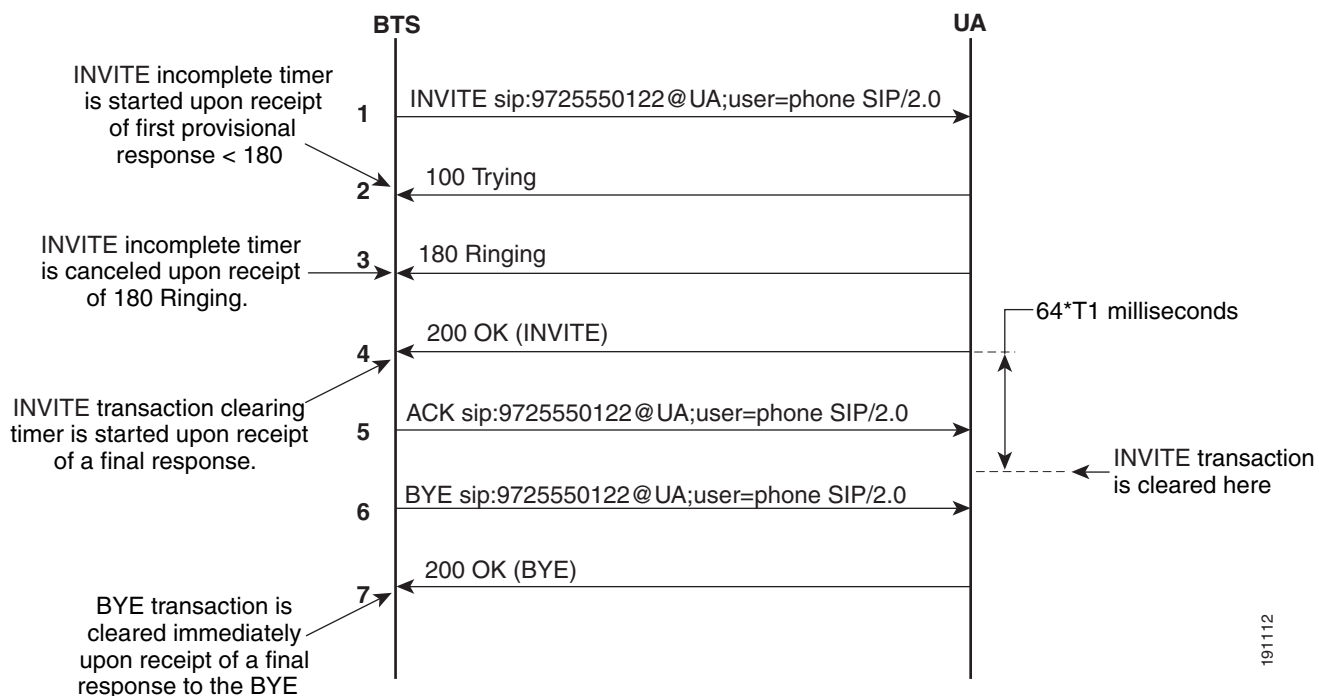 BTS
UA
INVITE incomplete timer
is started upon receipt
of first provisional
response < 180
1
INVITE sip:9725550122@UA;user=phone SIP/2.0
2
100 Trying
INVITE incomplete timer
is canceled upon receipt
of 180 Ringing.
3
180 Ringing
64*T1 milliseconds
4
200 OK (INVITE)
INVITE transaction clearing
timer is started upon receipt
of a final response.
5
ACK sip:9725550122@UA;user=phone SIP/2.0
INVITE transaction
is cleared here
6
BYE sip:9725550122@UA;user=phone SIP/2.0
7
200 OK (BYE)
BYE transaction is
cleared immediately
upon receipt of a final
response to the BYE
191112